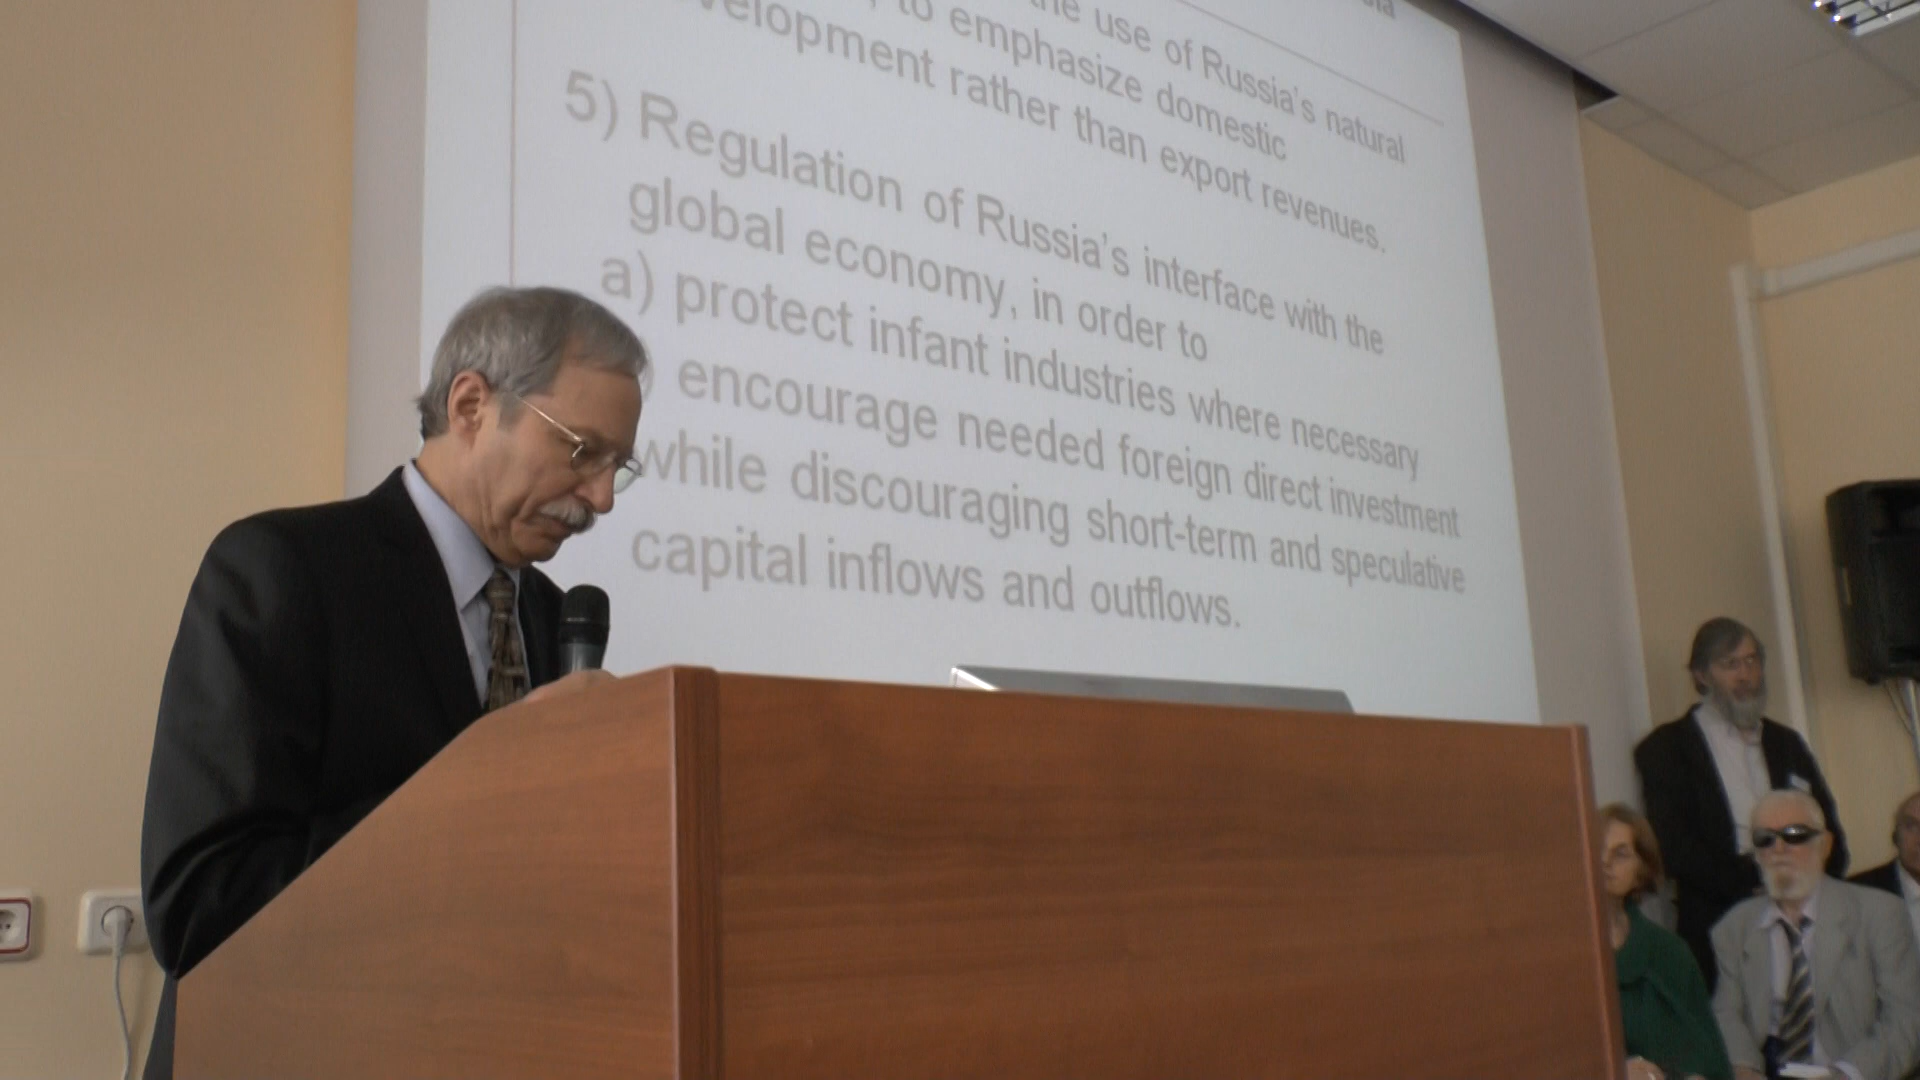 the use of Russia's natural
to emphasize domestic
velopment rather than export revenues.
5) Regulation of Russia's interface with the
global economy, in order to
a) protect infant industries where necessary
) encourage needed foreign direct investment
while discouraging short-term and speculative
capital inflows and outflows.